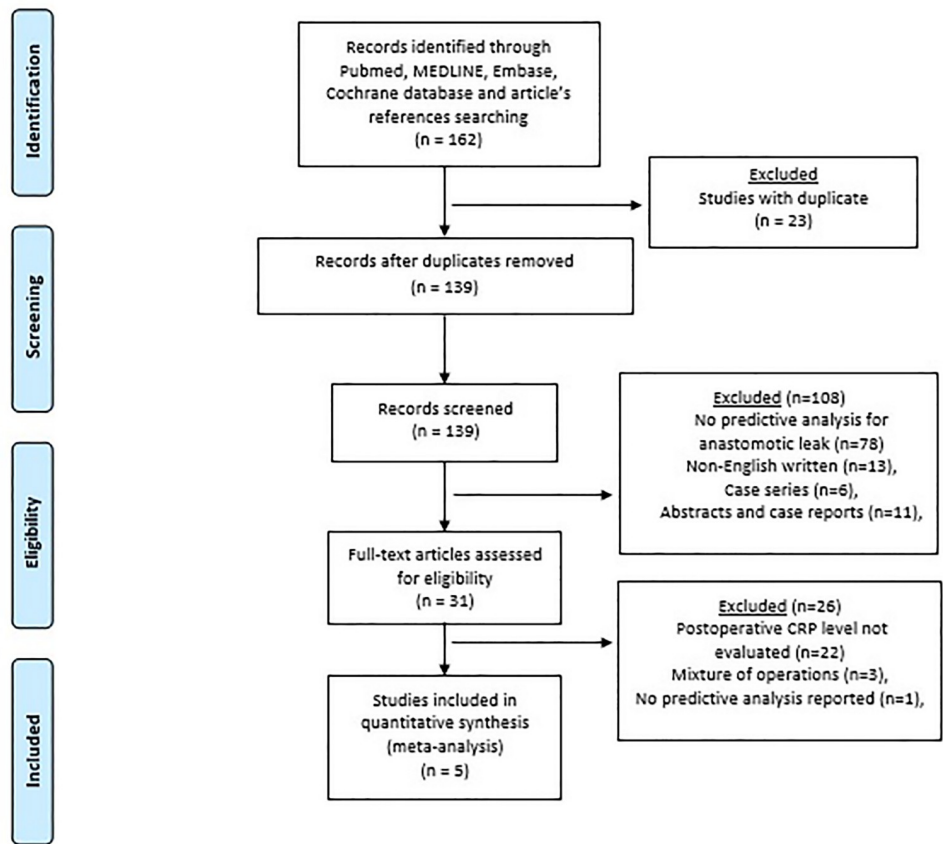 Identification
Records identified through
Pubmed, MEDLINE, Embase,
Cochrane database and article's
references searching
(n = 162)
Excluded
Studies with duplicate
(n = 23)
Screening
Records after duplicates removed
(n = 139)
Records screened
(n = 139)
Excluded (n=108)
No predictive analysis for
anastomotic leak (n=78)
Non-English written (n=13),
Case series (n=6),
Abstracts and case reports (n=11),
Eligibility
Full-text articles assessed
for eligibility
(n = 31)
Excluded (n=26)
Postoperative CRP level not
evaluated (n=22)
Mixture of operations (n=3),
No predictive analysis reported (n=1),
Included
Studies included in
quantitative synthesis
(meta-analysis)
(n = 5)